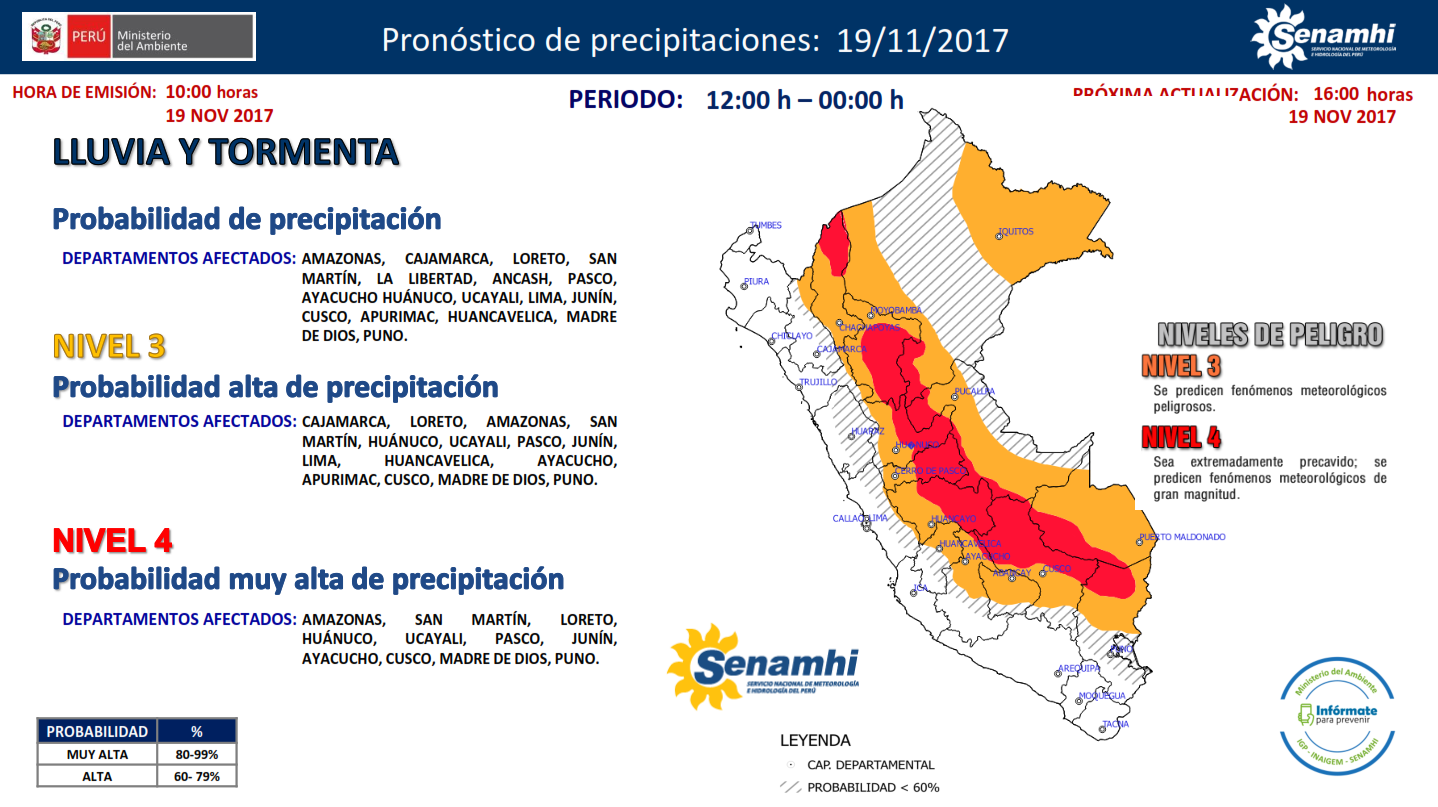 PERÚ
Ministerio
del Ambiente
Pronóstico de precipitaciones: 19/11/2017
Senamhi
SERVICIO NACIONAL DE METEOROLOGÍA
E HIDROLOGÍA DEL PERÚ
HORA DE EMISIÓN: 10:00 horas
19 NOV 2017
PERIODO: 12:00 h – 00:00 h
PRÓXIMA ACTUALIZACIÓN: 16:00 horas
19 NOV 2017
LLUVIA Y TORMENTA
Probabilidad de precipitación
DEPARTAMENTOS AFECTADOS: AMAZONAS, CAJAMARCA, LORETO, SAN
MARTÍN, LA LIBERTAD, ANCASH, PASCO,
AYACUCHO HUÁNUCO, UCAYALI, LIMA, JUNÍN,
CUSCO, APURIMAC, HUANCAVELICA, MADRE
DE DIOS, PUNO.
NIVEL 3
Probabilidad alta de precipitación
DEPARTAMENTOS AFECTADOS: CAJAMARCA, LORETO, AMAZONAS, SAN
MARTÍN, HUÁNUCO, UCAYALI, PASCO, JUNÍN,
LIMA, HUANCAVELICA, AYACUCHO,
APURIMAC, CUSCO, MADRE DE DIOS, PUNO.
NIVEL 4
Probabilidad muy alta de precipitación
DEPARTAMENTOS AFECTADOS: AMAZONAS, SAN MARTÍN, LORETO,
HUÁNUCO, UCAYALI, PASCO, JUNÍN,
AYACUCHO, CUSCO, MADRE DE DIOS, PUNO.
PROBABILIDAD %
MUY ALTA 80-99%
ALTA 60- 79%
TUMBES
IQUITOS
PIURA
MOYOBAMBA
CHACHAPOYAS
CHICLAYO
CAJAMARCA
TRUJILLO
PUCALLPA
HUARAZ
HUANUCO
CERRO DE PASCO
CALLAO LIMA
HUANCAYO
PUERTO MALDONADO
HUANCAVELICA
AYACUCHO
ABANCAY
CUSCO
ICA
PUNO
AREQUIPA
MOQUEGUA
TACNA
NIVELES DE PELIGRO
NIVEL 3
Se predicen fenómenos meteorológicos
peligrosos.
NIVEL 4
Sea extremadamente precavido; se
predicen fenómenos meteorológicos de
gran magnitud.
Senamhi
SERVICIO NACIONAL DE METEOROLOGÍA
E HIDROLOGÍA DEL PERÚ
LEYENDA
CAP. DEPARTAMENTAL
PROBABILIDAD < 60%
Ministerio del Ambiente
Infórmate
para prevenir
IGP - INAIGEM - SENAMHI